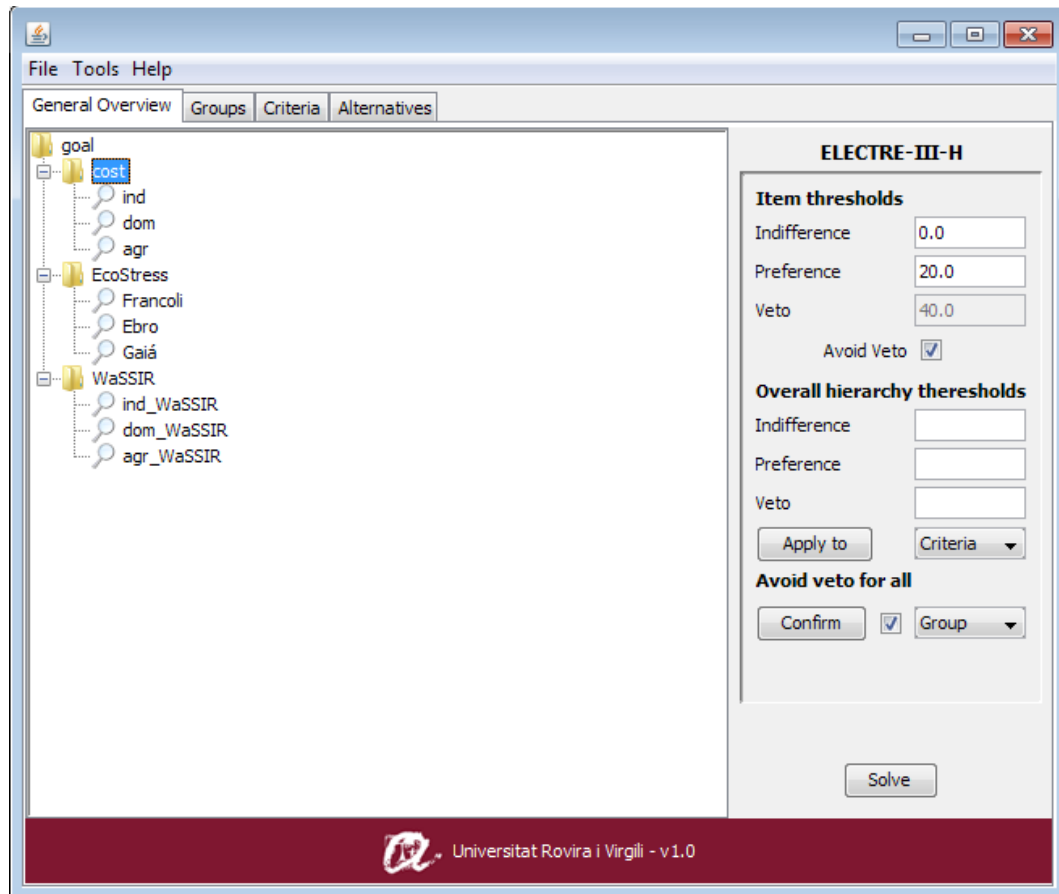 File Tools Help
General Overview Groups Criteria Alternatives
goal
cost
ind
dom
agr
EcoStress
Francoli
Ebro
Gaiá
WaSSIR
ind_WaSSIR
dom_WaSSIR
agr_WaSSIR
ELECTRE-III-H
Item thresholds
Indifference 0.0
Preference 20.0
Veto 40.0
Avoid Veto
Overall hierarchy theresholds
Indifference
Preference
Veto
Apply to Criteria
Avoid veto for all
Confirm Group
Solve
Universitat Rovira i Virgili - v1.0